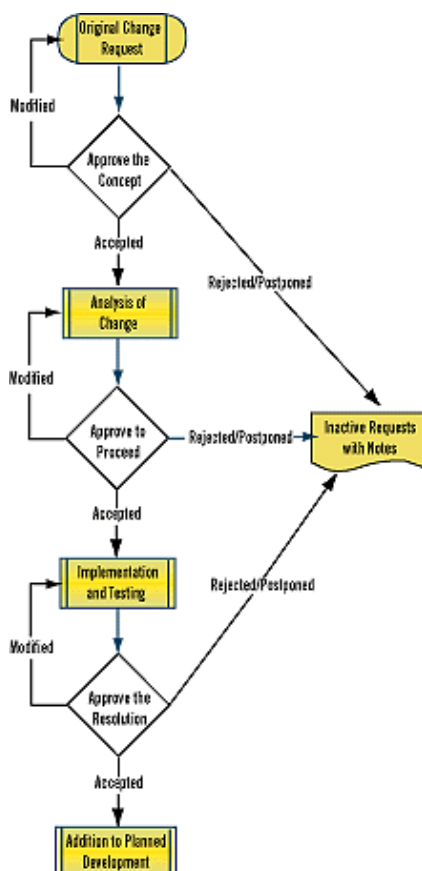 Original Change
Request
Modified
Approve the
Concept
Accepted
Rejected/Postponed
Analysis of
Change
Modified
Approve to
Proceed
Rejected/Postponed
Inactive Requests
with Notes
Accepted
Implementation
and Testing
Rejected/Postponed
Modified
Approve the
Resolution
Accepted
Addition to Planned
Development